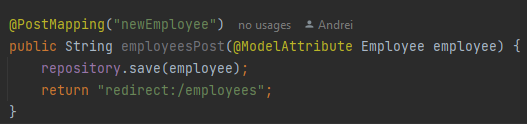 @PostMapping("newEmployee") no usages Andrei
public String employeesPost(@ModelAttribute Employee employee) {
    repository.save(employee);
    return "redirect:/employees";
}